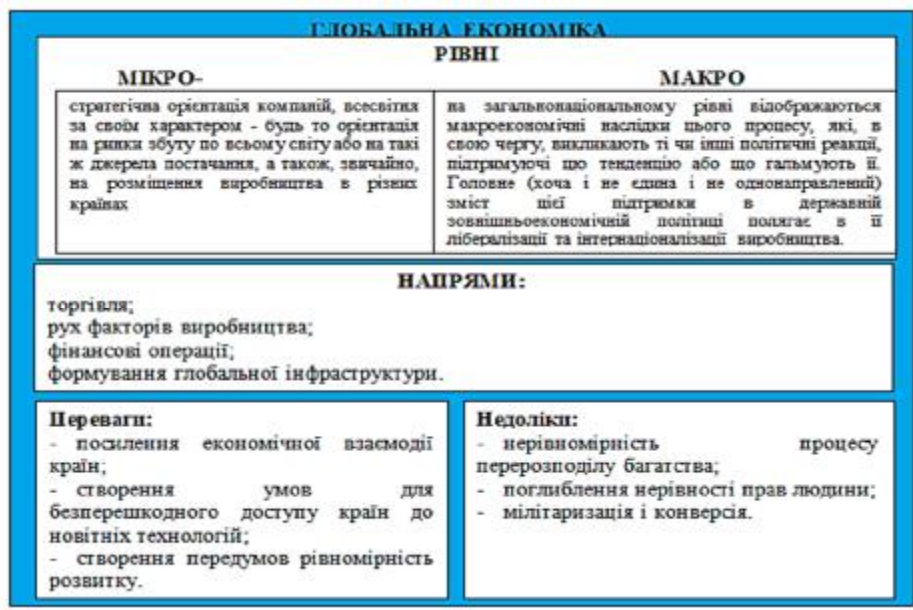 ГЛОБАЛЬНА ЕКОНОМІКА
РІВНІ
МІКРО-
МАКРО
стратегічна орієнтація компаній, всесвітня
за своїм характером - будь то орієнтація
на ринки збуту по всьому світу або на такі
ж джерела постачання, а також, звичайно,
на розміщення виробництва в різних
країнах
на загальнонаціональному рівні відображаються
макроекономічні наслідки цього процесу, які, в
свою чергу, викликають ті чи інші політичні реакції,
підтримуючі цю тенденцію або що гальмують її.
Головне (хоча і не єдина і не однонаправлений)
зміст цієї підтримки в державній
зовнішньоекономічній політиці полягає в її
лібералізації та інтернаціоналізації виробництва.
НАПРЯМИ:
торгівля;
рух факторів виробництва;
фінансові операції;
формування глобальної інфраструктури.
Переваги:
- посилення економічної взаємодії
країн;
- створення умов для
безперешкодного доступу країн до
новітніх технологій;
- створення передумов рівномірність
розвитку.
Недоліки:
- нерівномірність процесу
перерозподілу багатства;
- поглиблення нерівності прав людини;
- мілітаризація і конверсія.